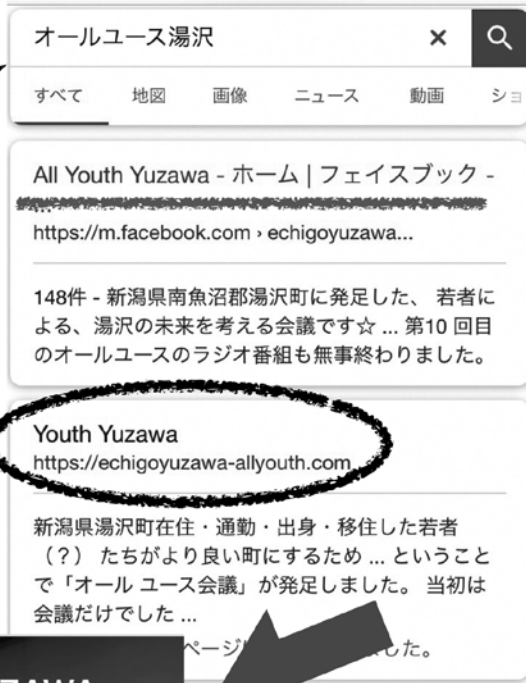 オールユース湯沢 ×
すべて 地図 画像 ニュース 動画 ショ
All Youth Yuzawa - ホーム | フェイスブック -
https://m.facebook.com › echigoyuzawa...
148件 - 新潟県南魚沼郡湯沢町に発足した、 若者に
よる、湯沢の未来を考える会議です☆ ... 第10 回目
のオールユースのラジオ番組も無事終わりました。
Youth Yuzawa
https://echigoyuzawa-allyouth.com
新潟県湯沢町在住・通勤・出身・移住した若者
（？） たちがより良い町にするため ... ということ
で「オール ユース会議」が発足しました。 当初は
会議だけでした ...
ページ した。